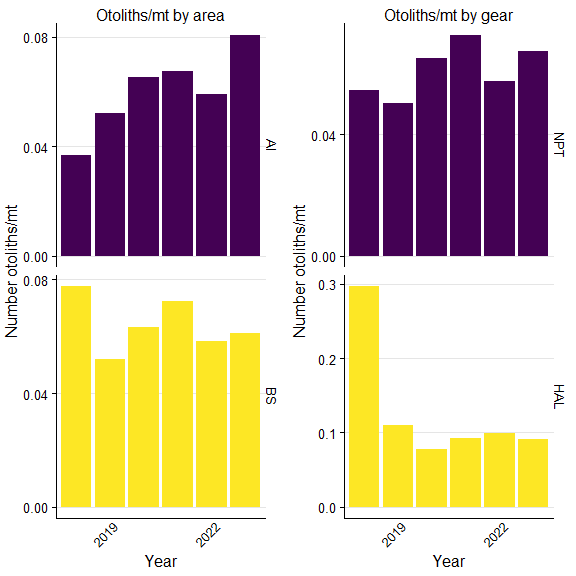 Otoliths/mt by area
Number otoliths/mt
0.08
0.04
0.00
AI
0.08
0.04
0.00
BS
2019
2022
Year
Otoliths/mt by gear
Number otoliths/mt
0.04
0.00
NPT
0.3
0.2
0.1
0.0
HAL
2019
2022
Year